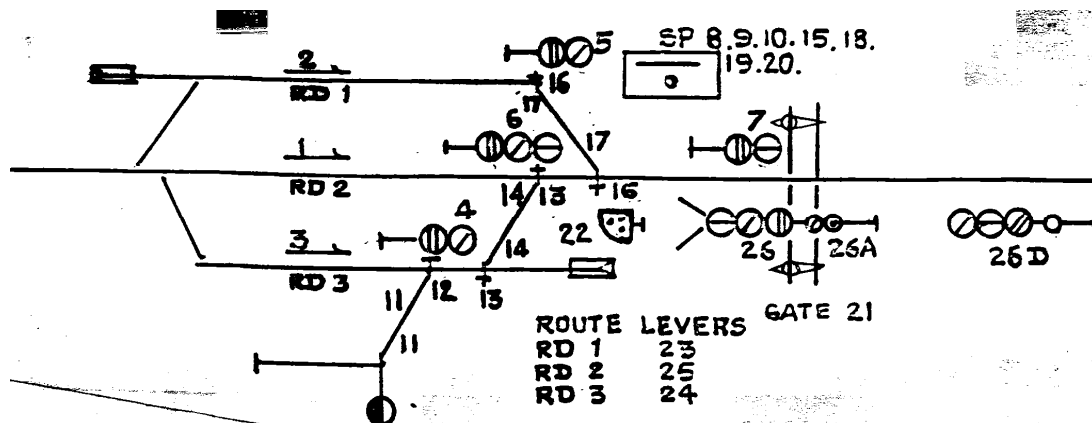 5 SP 8.9.10.15.18.
19.20.
2
RD 1
16
17
6
17
7
1
RD 2
14 13
16
4
14
22
26 26A
26D
3
RD 3
11 12 13
11
GATE 21
ROUTE LEVERS
RD 1 23
RD 2 25
RD 3 24